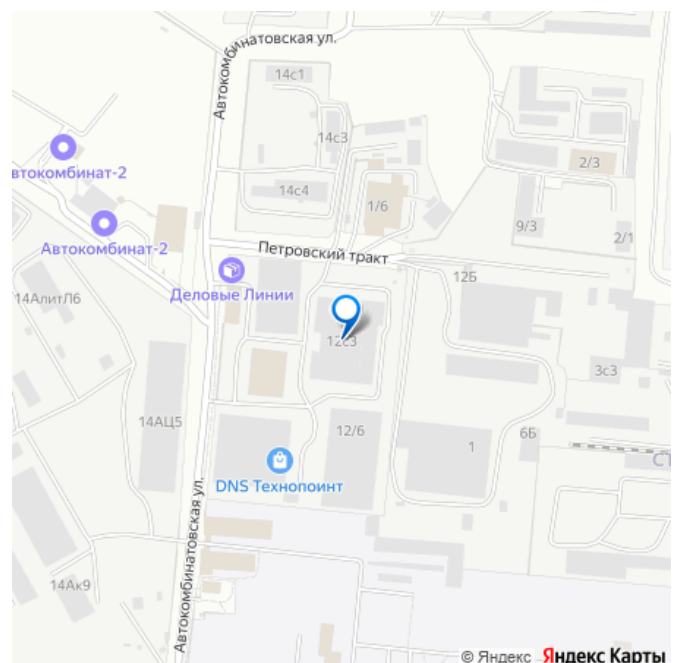 Автокомбинатовская ул.
14с1
14с3
2/3
втокомбинат-2
14с4
1/6
9/3
2/1
Автокомбинат-2
Петровский тракт
12Б
Деловые Линии
14АлитЛ6
12с3
3с3
14АЦ5
12/6
6Б
1
СТ
DNS Технопоинт
Автокомбинатовская ул.
14Ак9
© Яндекс Яндекс Карты